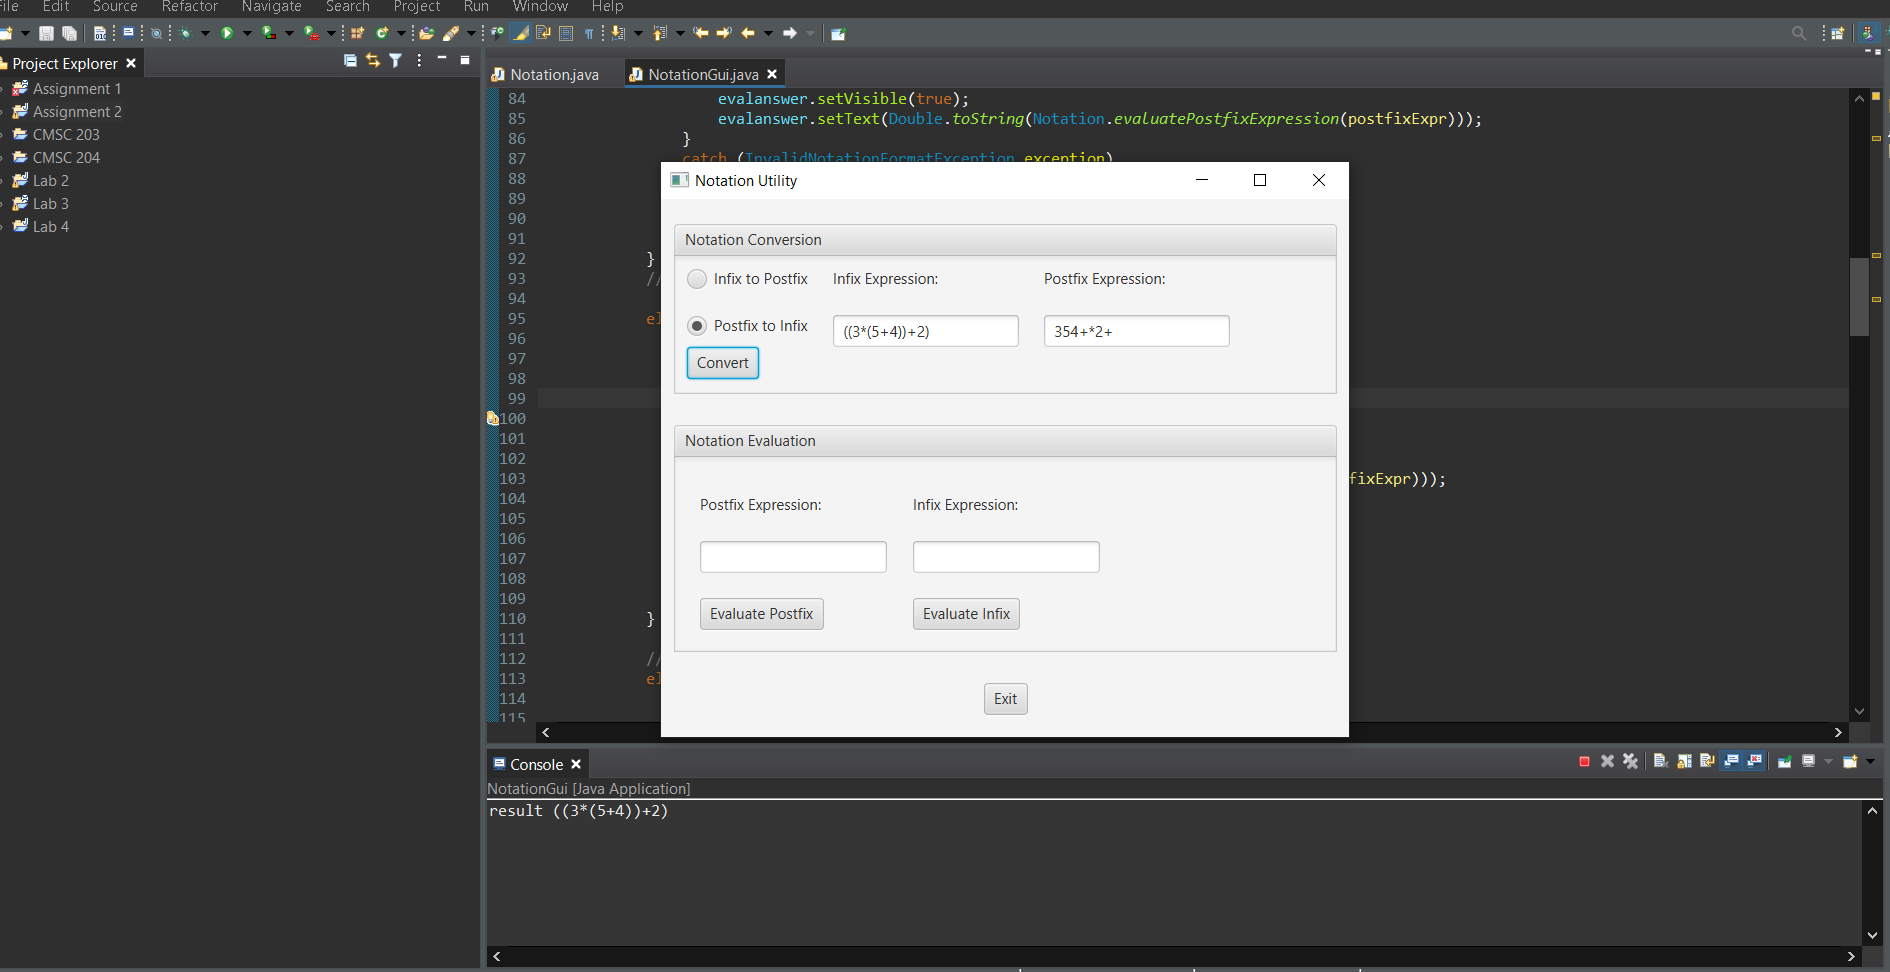 File Edit Source Refactor Navigate Search Project Run Window Help
Project Explorer
Assignment 1
Assignment 2
CMSC 203
CMSC 204
Lab 2
Lab 3
Lab 4
Notation.java
NotationGui.java
84 evalanswer.setVisible(true);
85 evalanswer.setText(Double.toString(Notation.evaluatePostfixExpression(postfixExpr)));
86 }
87 catch (InvalidNotationFormatException exception)
88
89
90
91
92 }
93 //
94
95 el
96
97
98
99
100
101
102
103 fixExpr)));
104
105
106
107
108
109
110 }
111
112 //
113 el
114
115
Notation Utility
Notation Conversion
Infix to Postfix
Infix Expression:
Postfix Expression:
Postfix to Infix
((3*(5+4))+2)
354+*2+
Convert
Notation Evaluation
Postfix Expression:
Infix Expression:
Evaluate Postfix
Evaluate Infix
Exit
Console
NotationGui [Java Application]
result ((3*(5+4))+2)